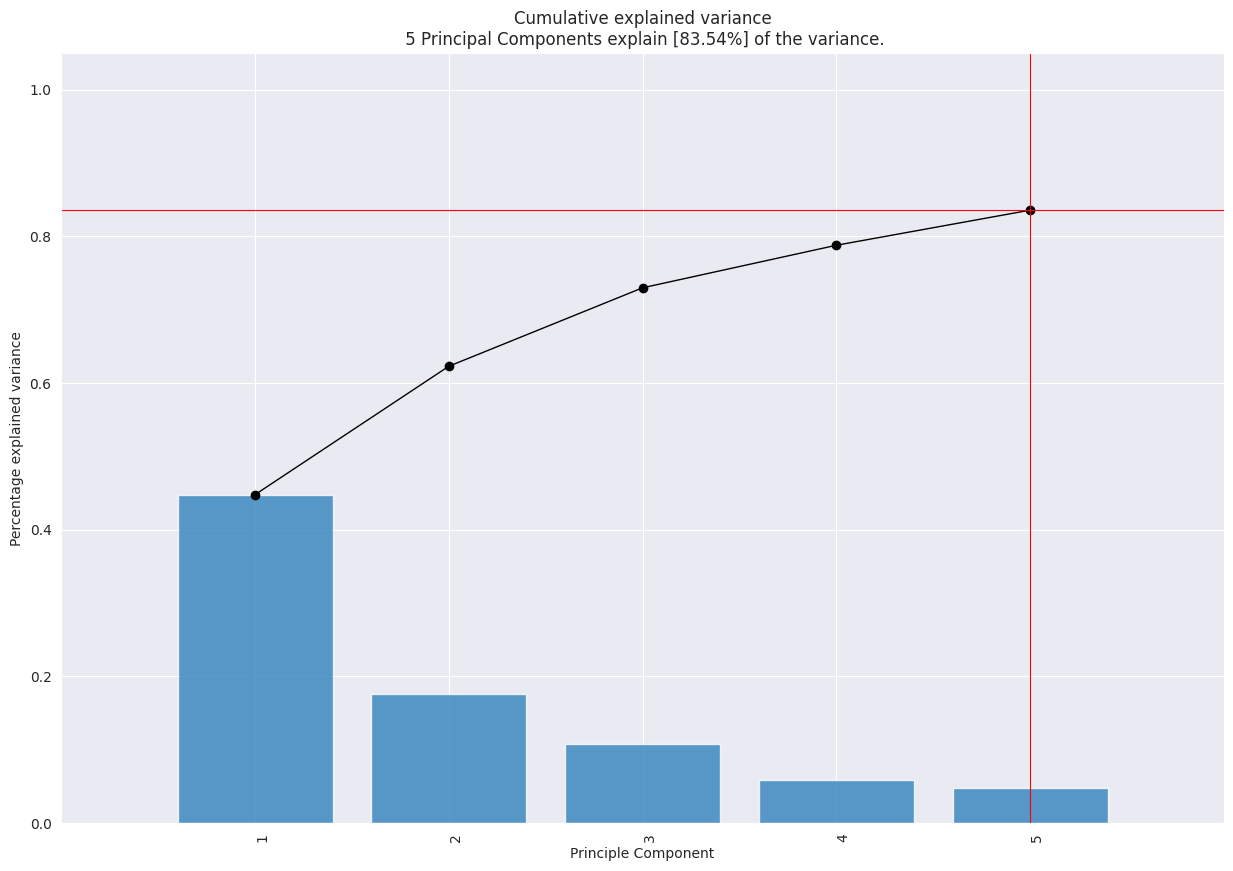 Cumulative explained variance
5 Principal Components explain [83.54%] of the variance.
Percentage explained variance
1.0
0.8
0.6
0.4
0.2
0.0
1 2 3 4 5
Principle Component